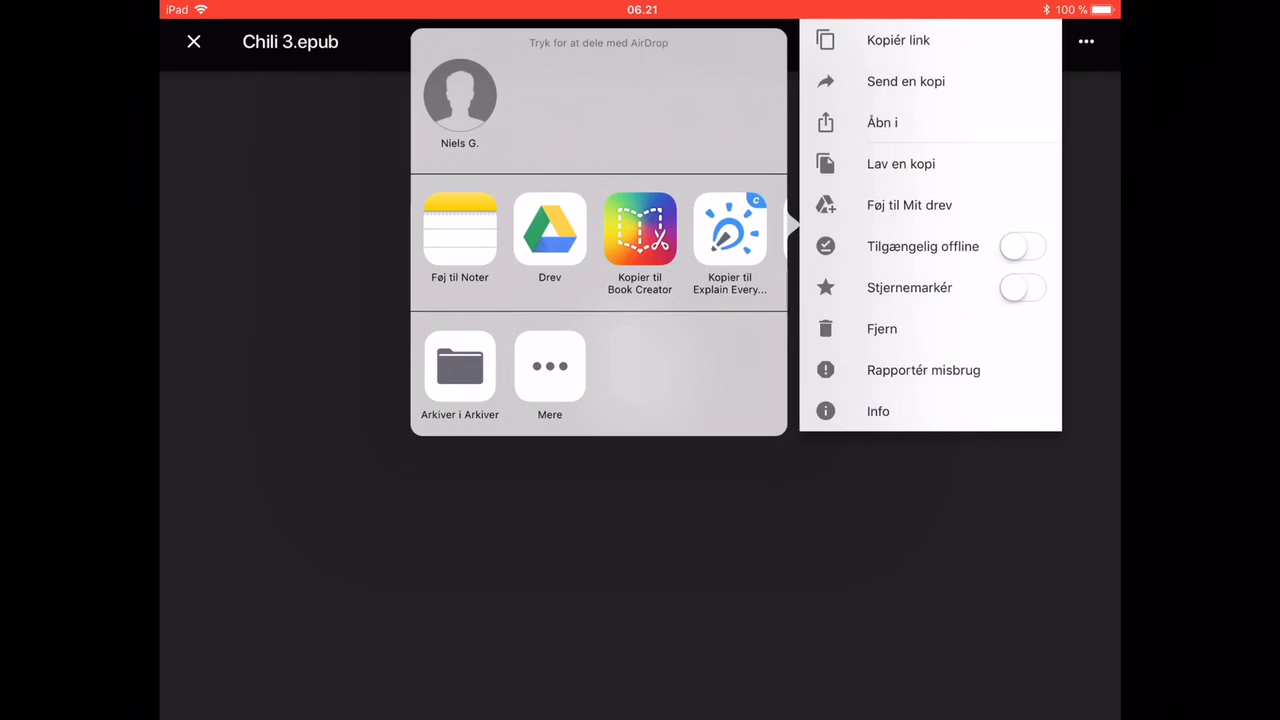 iPad
06.21
100 %
Chili 3.epub
Tryk for at dele med AirDrop
Niels G.
Føj til Noter
Drev
Kopier til
Book Creator
C
Kopier til
Explain Every...
Arkiver i Arkiver
Mere
Kopiér link
Send en kopi
Åbn i
Lav en kopi
Føj til Mit drev
Tilgængelig offline
Stjernemarkér
Fjern
Rapportér misbrug
Info